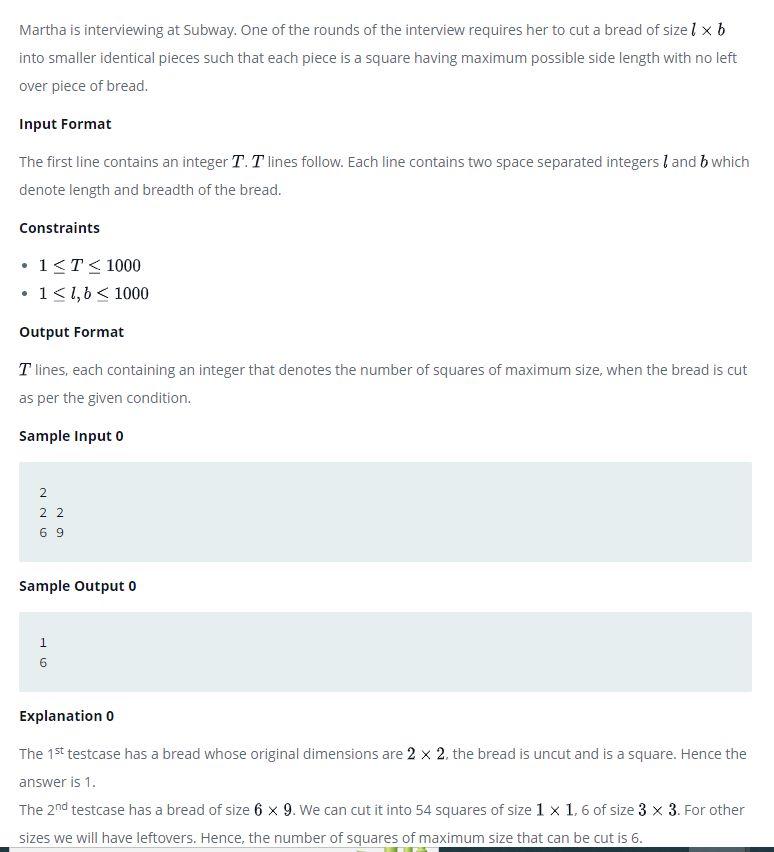 Martha is interviewing at Subway. One of the rounds of the interview requires her to cut a bread of size l × b
into smaller identical pieces such that each piece is a square having maximum possible side length with no left
over piece of bread.
Input Format
The first line contains an integer T. T lines follow. Each line contains two space separated integers l and b which
denote length and breadth of the bread.
Constraints
• 1 ≤ T ≤ 1000
• 1 ≤ l, b ≤ 1000
Output Format
T lines, each containing an integer that denotes the number of squares of maximum size, when the bread is cut
as per the given condition.
Sample Input 0
2
2 2
6 9
Sample Output 0
1
6
Explanation 0
The 1st testcase has a bread whose original dimensions are 2 × 2, the bread is uncut and is a square. Hence the
answer is 1.
The 2nd testcase has a bread of size 6 × 9. We can cut it into 54 squares of size 1 × 1, 6 of size 3 × 3. For other
sizes we will have leftovers. Hence, the number of squares of maximum size that can be cut is 6.